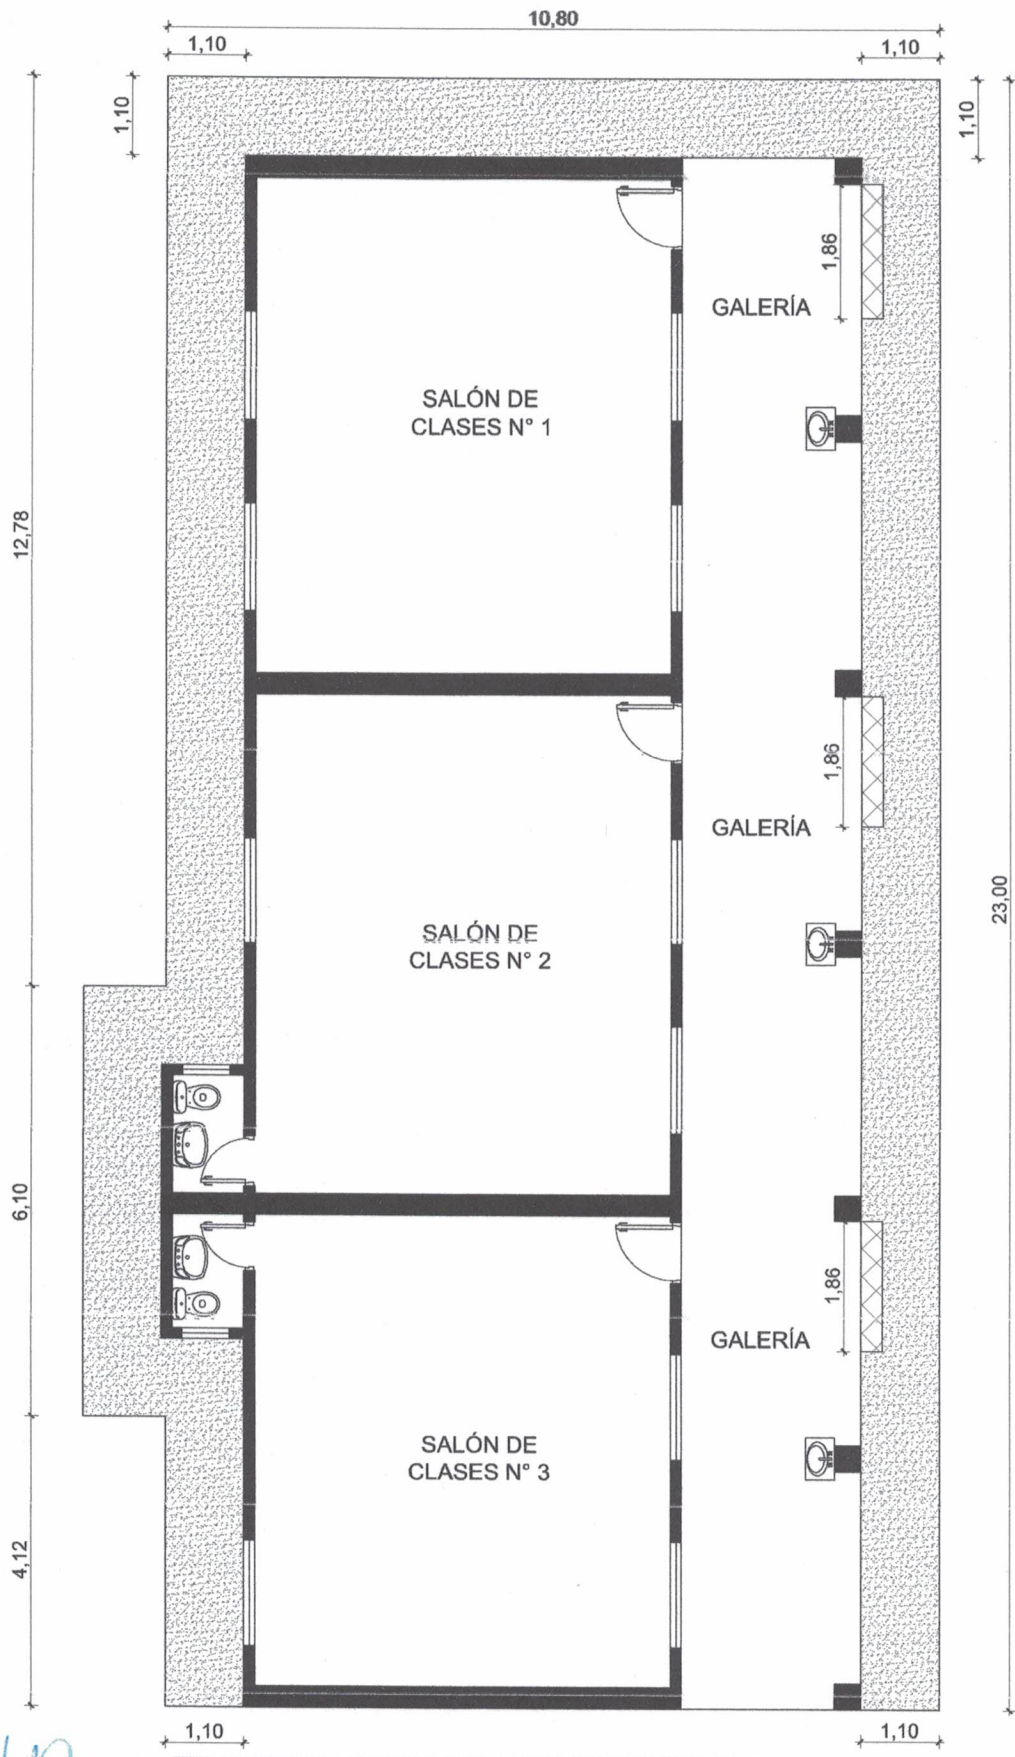 10,80
1,10
1,10
1,10
1,10
1,86
GALERÍA
SALÓN DE
CLASES N° 1
12,78
1,86
GALERÍA
23,00
SALÓN DE
CLASES N° 2
6,10
1,86
GALERÍA
SALÓN DE
CLASES N° 3
4,12
1,10
1,10